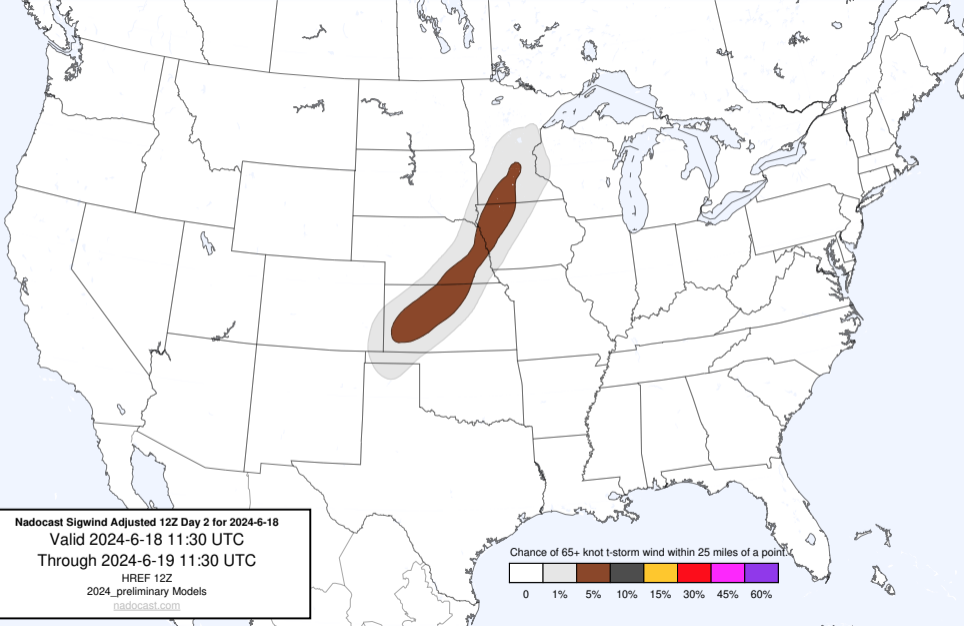 Nadocast Sigwind Adjusted 12Z Day 2 for 2024-6-18
Valid 2024-6-18 11:30 UTC
Through 2024-6-19 11:30 UTC
HREF 12Z
2024_preliminary Models
nadocast.com
Chance of 65+ knot t-storm wind within 25 miles of a point.
0 1% 5% 10% 15% 30% 45% 60%